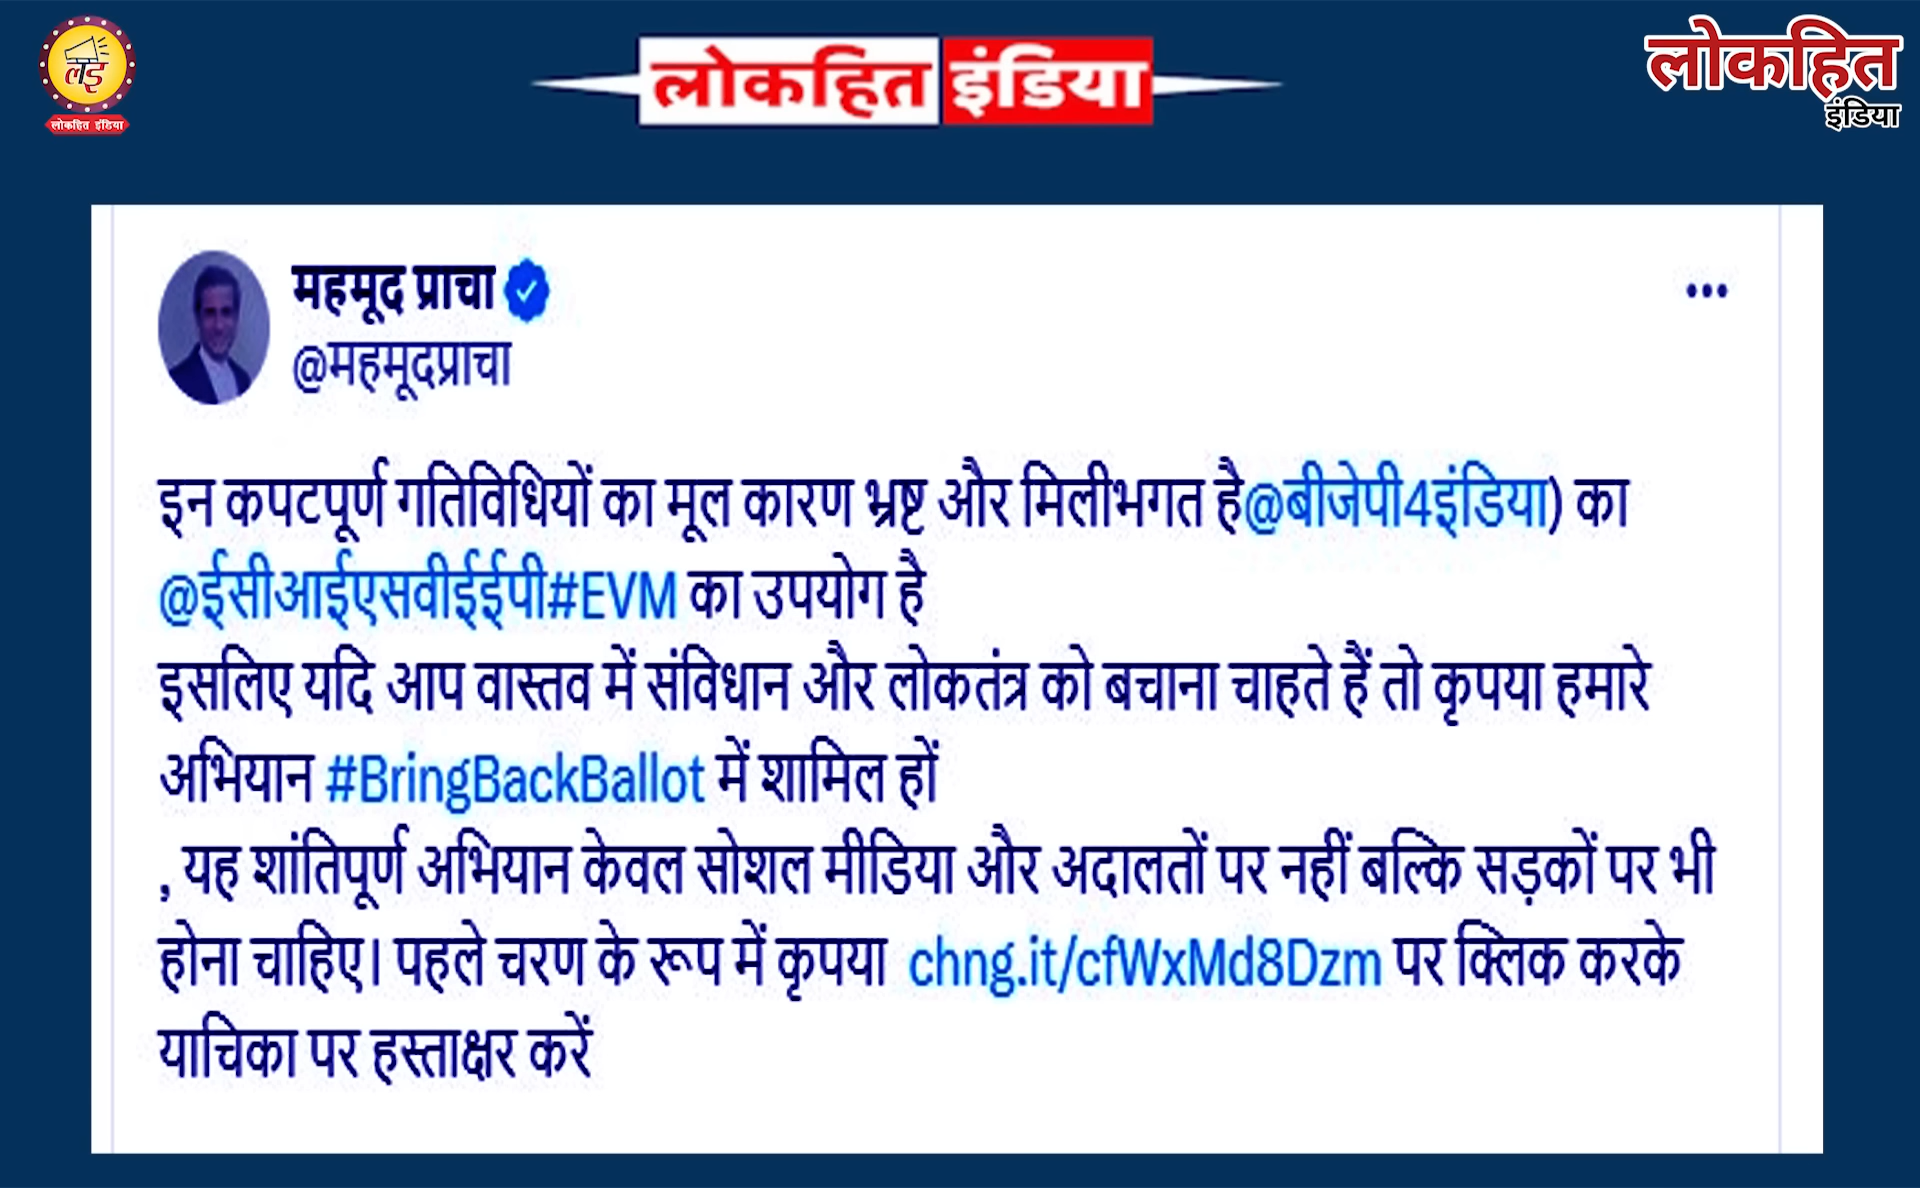 लइ
लोकहित इंडिया
लोकहित इंडिया
लोकहित
इंडिया
महमूद प्राचा
@महमूदप्राचा
इन कपटपूर्ण गतिविधियों का मूल कारण भ्रष्ट और मिलीभगत है@बीजेपी4इंडिया) का
@ईसीआईएसवीईईपी#EVM का उपयोग है
इसलिए यदि आप वास्तव में संविधान और लोकतंत्र को बचाना चाहते हैं तो कृपया हमारे
अभियान #BringBackBallot में शामिल हों
, यह शांतिपूर्ण अभियान केवल सोशल मीडिया और अदालतों पर नहीं बल्कि सड़कों पर भी
होना चाहिए। पहले चरण के रूप में कृपया chng.it/cfWxMd8Dzm पर क्लिक करके
याचिका पर हस्ताक्षर करें